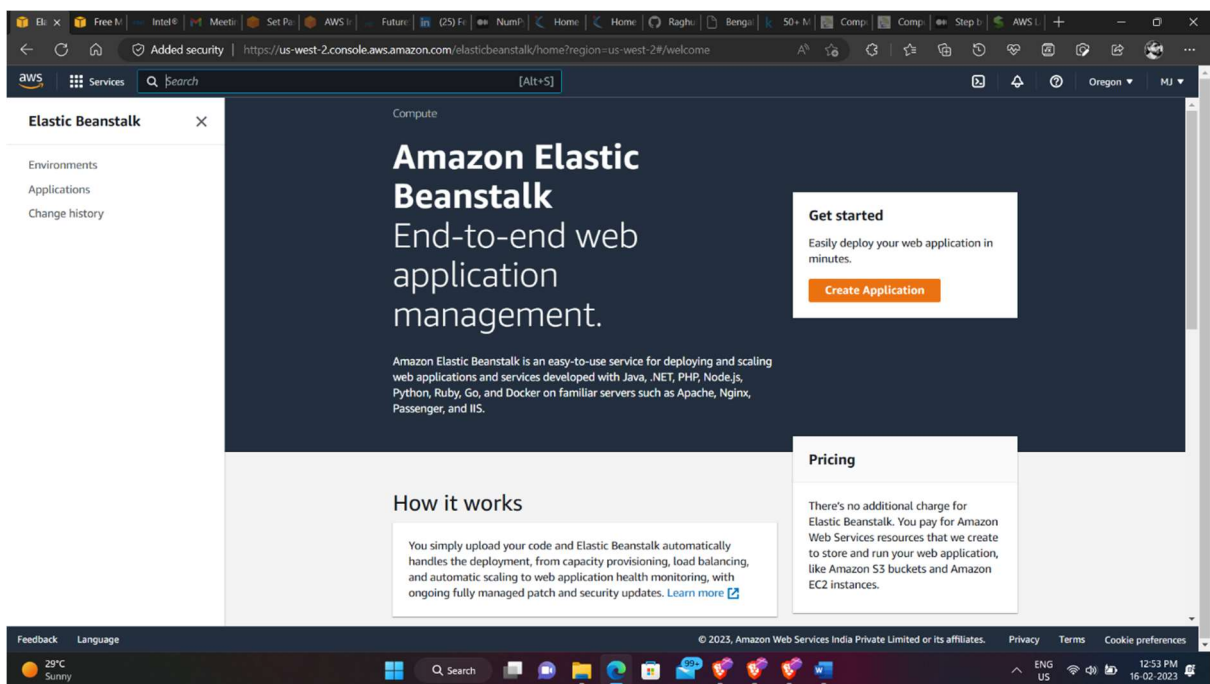 Ela
Free M
Intel®
Meetin
Set Pa
AWS I
Future
in (25) Fe
NumP
Home
Home
Raghu
Bengal
50+ M
Comp
Comp
Step b
AWS L
Added security
https://us-west-2.console.aws.amazon.com/elasticbeanstalk/home?region=us-west-2#/welcome
aws
Services
Search
[Alt+S]
Oregon ▼
MJ ▼
Elastic Beanstalk
Environments
Applications
Change history
Compute
Amazon Elastic
Beanstalk
End-to-end web
application
management.
Amazon Elastic Beanstalk is an easy-to-use service for deploying and scaling
web applications and services developed with Java, .NET, PHP, Node.js,
Python, Ruby, Go, and Docker on familiar servers such as Apache, Nginx,
Passenger, and IIS.
Get started
Easily deploy your web application in
minutes.
Create Application
Pricing
There's no additional charge for
Elastic Beanstalk. You pay for Amazon
Web Services resources that we create
to store and run your web application,
like Amazon S3 buckets and Amazon
EC2 instances.
How it works
You simply upload your code and Elastic Beanstalk automatically
handles the deployment, from capacity provisioning, load balancing,
and automatic scaling to web application health monitoring, with
ongoing fully managed patch and security updates. Learn more
Feedback
Language
© 2023, Amazon Web Services India Private Limited or its affiliates.
Privacy
Terms
Cookie preferences
29°C
Sunny
Search
99+
ENG
US
12:53 PM
16-02-2023